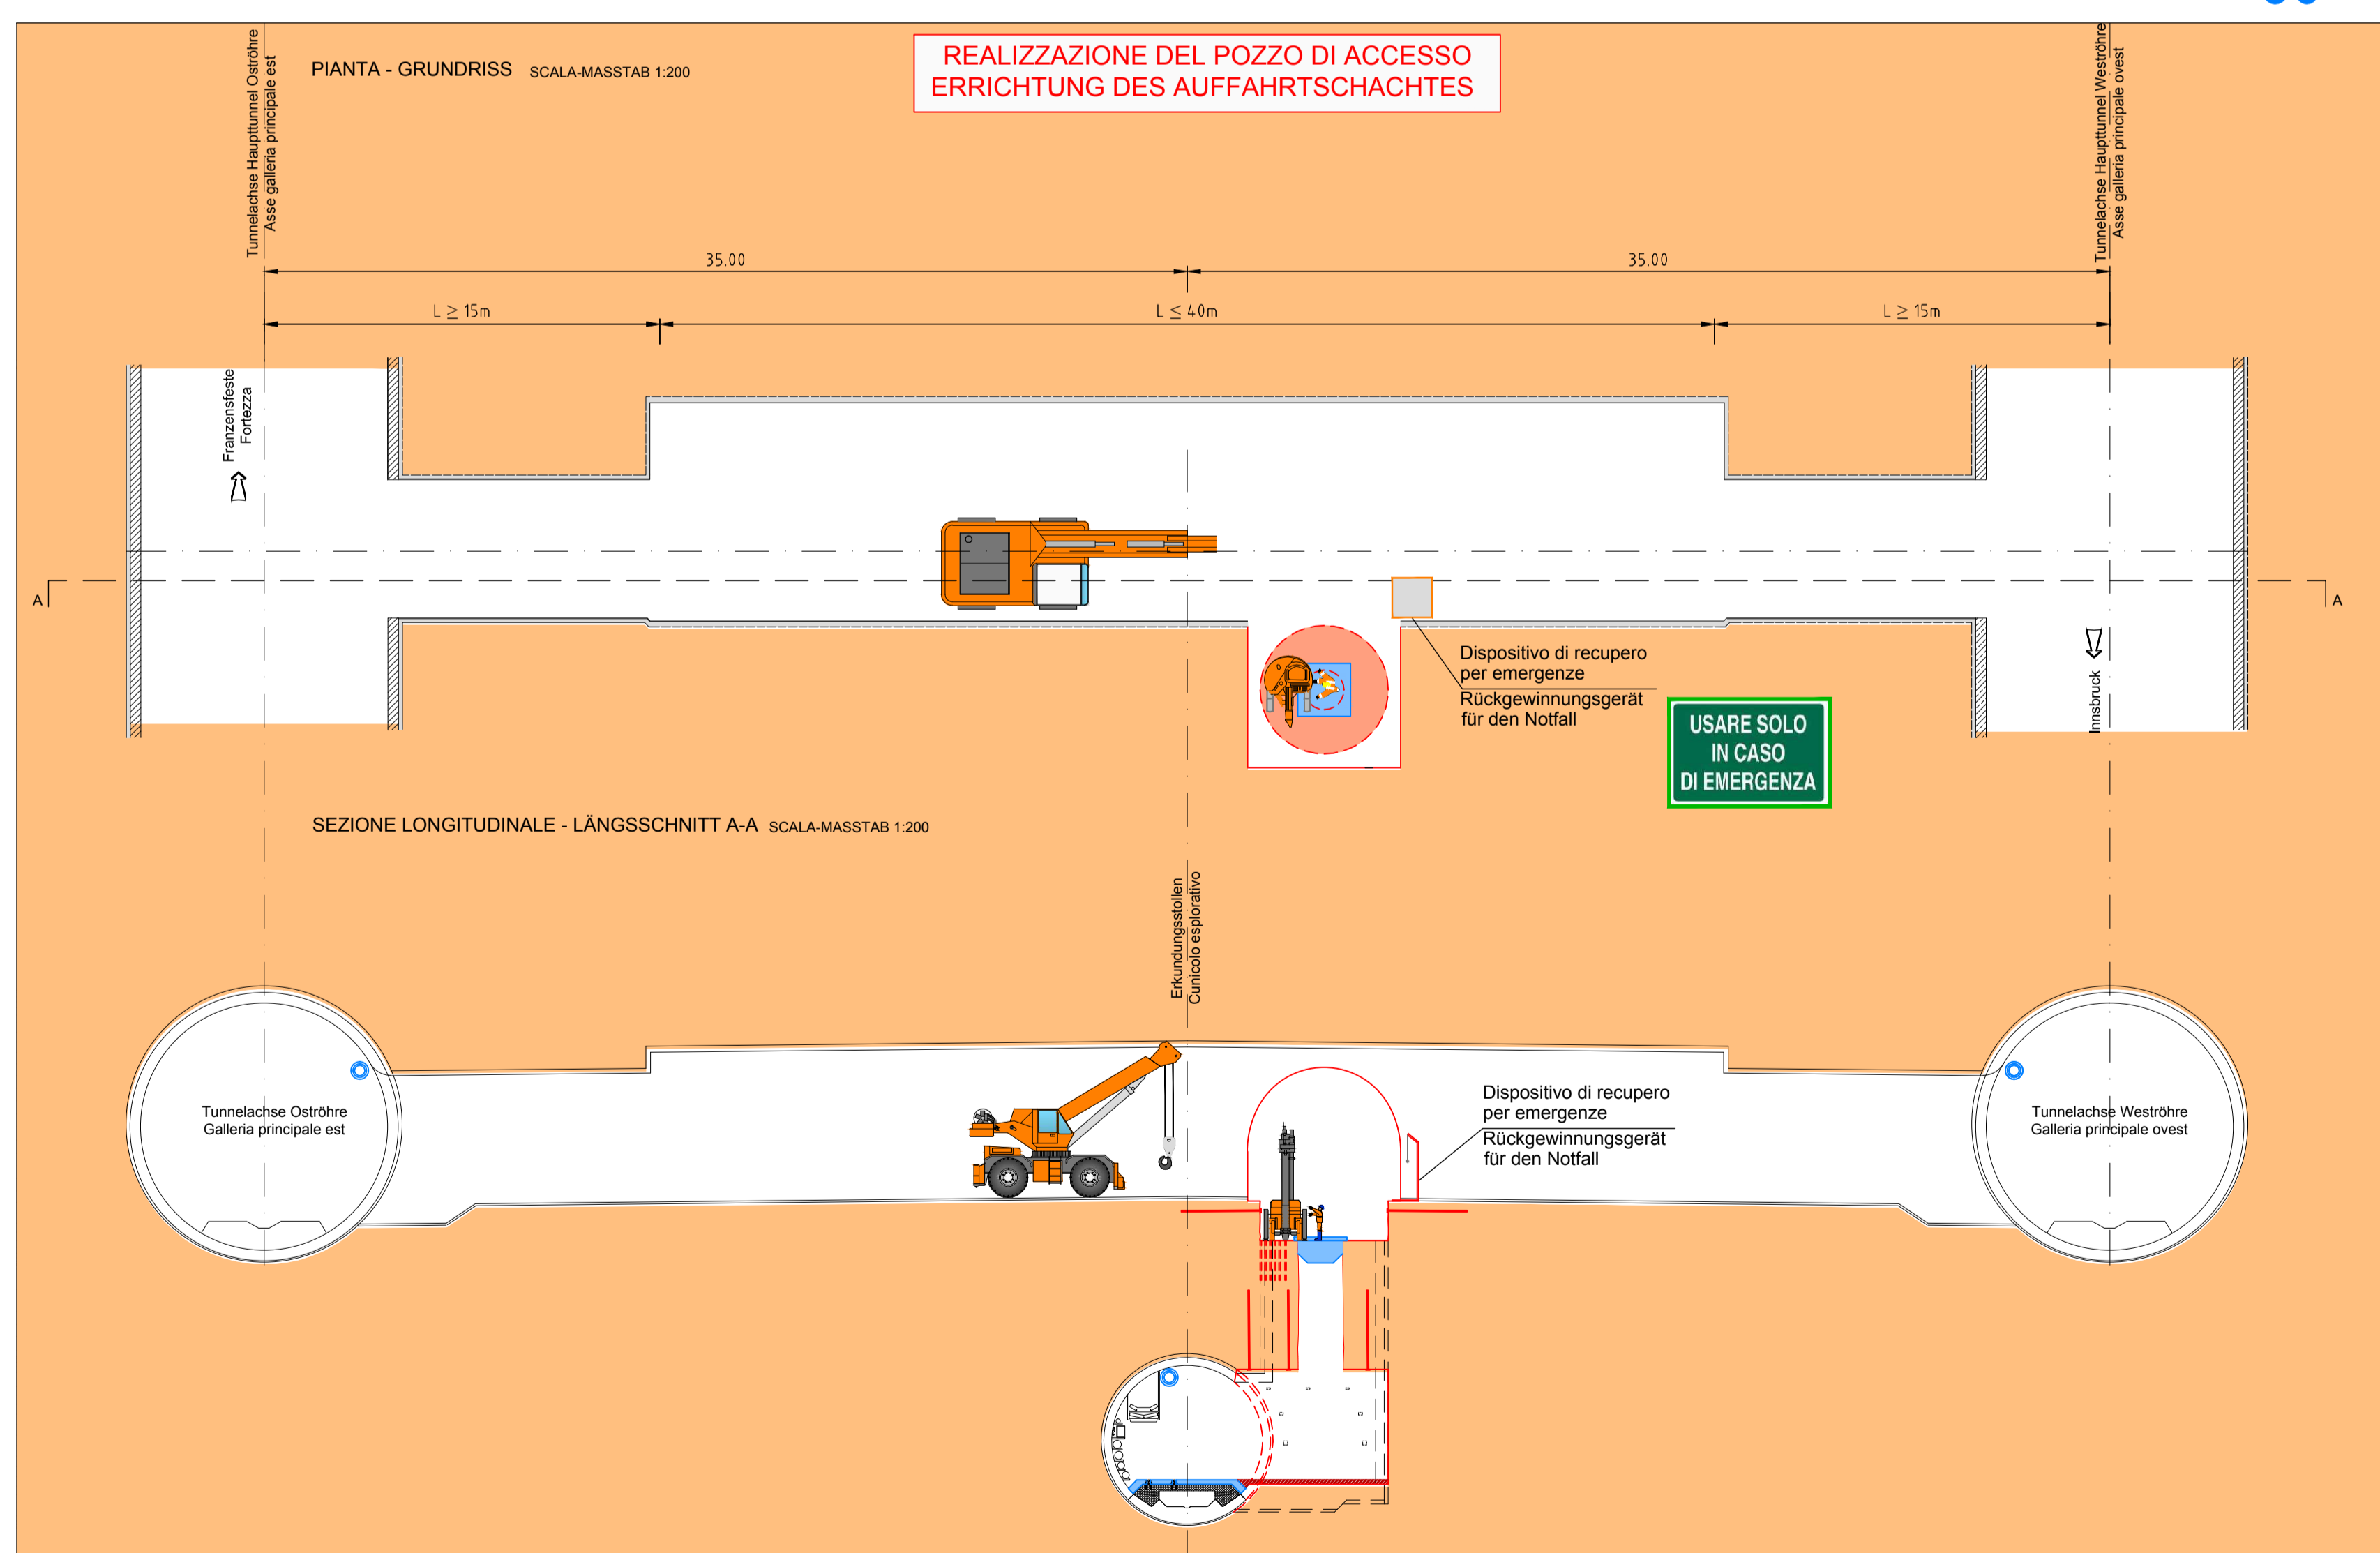 REALIZZAZIONE DEL POZZO DI ACCESSO
ERRICHTUNG DES AUFFAHRTSCHACHTES
PIANTA - GRUNDRISS SCALA-MASSTAB 1:200
Tunnelachse Haupttunnel Oströhre
Asse galleria principale est
Tunnelachse Haupttunnel Weströhre
Asse galleria principale ovest
35.00
35.00
L ≥ 15m
L ≤ 40m
L ≥ 15m
Franzensfeste
Fortezza
A
A
Dispositivo di recupero
per emergenze
Rückgewinnungsgerät
für den Notfall
USARE SOLO
IN CASO
DI EMERGENZA
Innsbruck
SEZIONE LONGITUDINALE - LÄNGSSCHNITT A-A SCALA-MASSTAB 1:200
Erkundungsstollen
Cunicolo esplorativo
Tunnelachse Oströhre
Galleria principale est
Dispositivo di recupero
per emergenze
Rückgewinnungsgerät
für den Notfall
Tunnelachse Weströhre
Galleria principale ovest